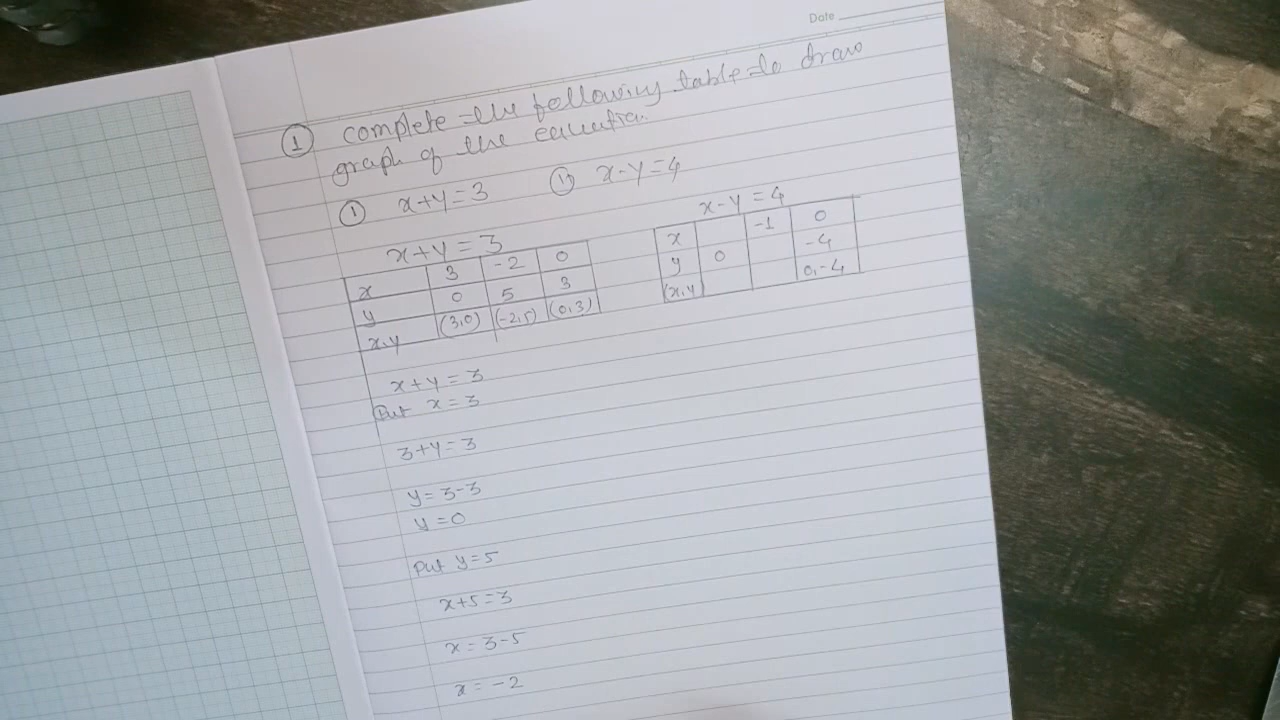 Date
① complete the following table to draw
graph of the equation.
① x+y=3 ⑪ x-y=4
x+y=3
x 3 -2 0
y 0 5 3
x,y (3,0) (-2,5) (0,3)
x-y=4
x -1 0
y 0 -4
(x,y) 0,-4
x+y=3
Put x=3
3+y=3
y=3-3
y=0
Put y=5
x+5=3
x=3-5
x=-2